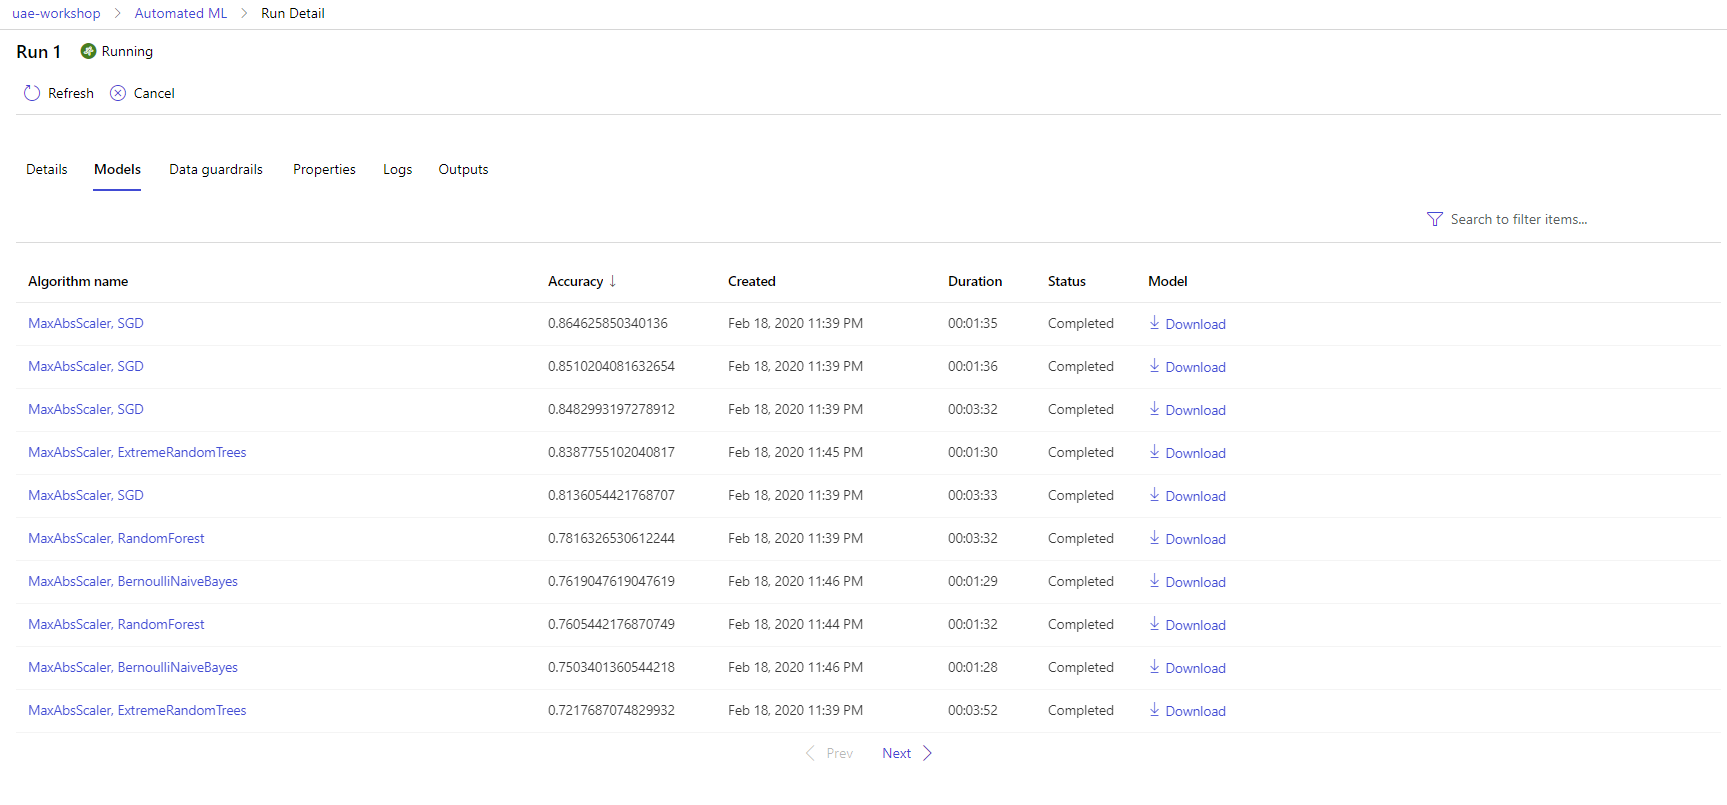 uae-workshop > Automated ML > Run Detail
Run 1 Running
Refresh Cancel
Details Models Data guardrails Properties Logs Outputs
Search to filter items...
Algorithm name Accuracy ↓ Created Duration Status Model
MaxAbsScaler, SGD 0.864625850340136 Feb 18, 2020 11:39 PM 00:01:35 Completed Download
MaxAbsScaler, SGD 0.8510204081632654 Feb 18, 2020 11:39 PM 00:01:36 Completed Download
MaxAbsScaler, SGD 0.8482993197278912 Feb 18, 2020 11:39 PM 00:03:32 Completed Download
MaxAbsScaler, ExtremeRandomTrees 0.8387755102040817 Feb 18, 2020 11:45 PM 00:01:30 Completed Download
MaxAbsScaler, SGD 0.8136054421768707 Feb 18, 2020 11:39 PM 00:03:33 Completed Download
MaxAbsScaler, RandomForest 0.7816326530612244 Feb 18, 2020 11:39 PM 00:03:32 Completed Download
MaxAbsScaler, BernoulliNaiveBayes 0.7619047619047619 Feb 18, 2020 11:46 PM 00:01:29 Completed Download
MaxAbsScaler, RandomForest 0.7605442176870749 Feb 18, 2020 11:44 PM 00:01:32 Completed Download
MaxAbsScaler, BernoulliNaiveBayes 0.7503401360544218 Feb 18, 2020 11:46 PM 00:01:28 Completed Download
MaxAbsScaler, ExtremeRandomTrees 0.7217687074829932 Feb 18, 2020 11:39 PM 00:03:52 Completed Download
< Prev Next >